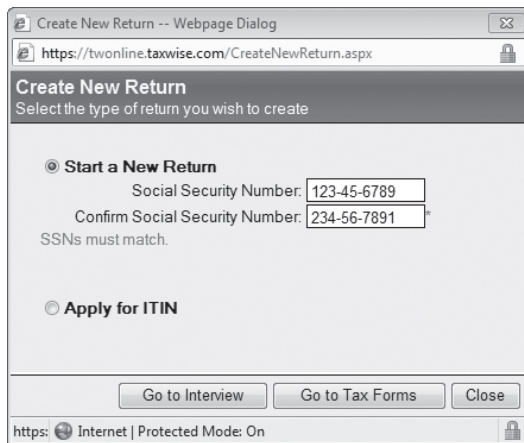 Create New Return -- Webpage Dialog
https://twonline.taxwise.com/CreateNewReturn.aspx
Create New Return
Select the type of return you wish to create
Start a New Return
Social Security Number: 123-45-6789
Confirm Social Security Number: 234-56-7891 *
SSNs must match.
Apply for ITIN
Go to Interview Go to Tax Forms Close
https: Internet | Protected Mode: On